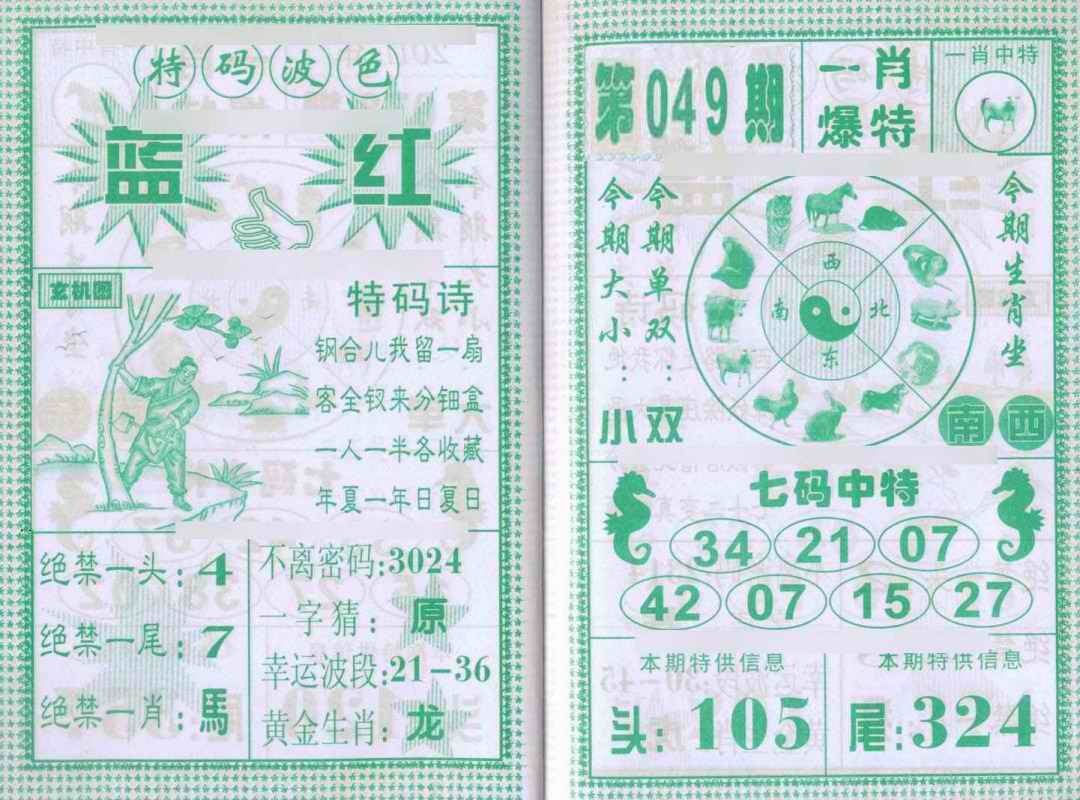 特码波色
蓝 红
玄机图
特码诗
钢合儿我留一扇
客全钗来分钿盒
一人一半各收藏
年夏一年日复日
绝禁一头:4
绝禁一尾:7
绝禁一肖:馬
不离密码:3024
一字猜:原
幸运波段:21-36
黄金生肖:龙
第049期
一肖
爆特
一肖中特
今期大小:小
今期单双:双
西
南 北
东
今期生肖坐
南 西
七码中特
34 21 07
42 07 15 27
本期特供信息
头:105
本期特供信息
尾:324